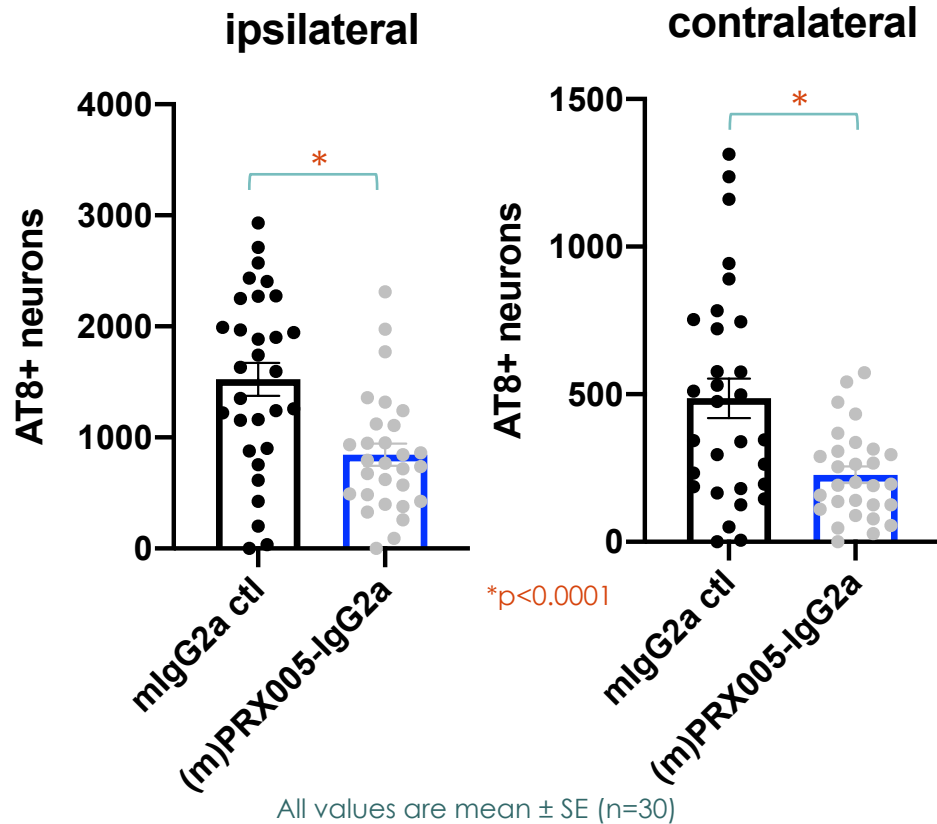 ipsilateral
AT8+ neurons
4000
3000
2000
1000
0
*
mIgG2a ctl
(m)PRX005-IgG2a
contralateral
AT8+ neurons
1500
1000
500
0
*
mIgG2a ctl
(m)PRX005-IgG2a
*p<0.0001
All values are mean ± SE (n=30)